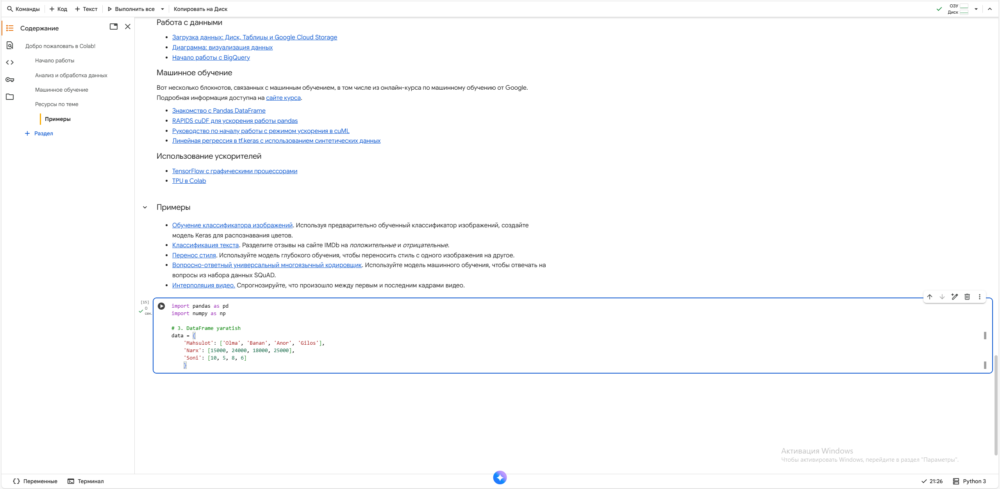 Команды
+ Код
+ Текст
Выполнить все
Копировать на Диск
ОЗУ
Диск
Содержание
Добро пожаловать в Colab!
Начало работы
Анализ и обработка данных
Машинное обучение
Ресурсы по теме
Примеры
+ Раздел
Работа с данными
• Загрузка данных: Диск, Таблицы и Google Cloud Storage
• Диаграмма: визуализация данных
• Начало работы с BigQuery
Машинное обучение
Вот несколько блокнотов, связанных с машинным обучением, в том числе из онлайн-курса по машинному обучению от Google.
Подробная информация доступна на сайте курса.
• Знакомство с Pandas DataFrame
• RAPIDS cuDF для ускорения работы pandas
• Руководство по началу работы с режимом ускорения в cuML
• Линейная регрессия в tf.keras с использованием синтетических данных
Использование ускорителей
• TensorFlow с графическими процессорами
• TPU в Colab
Примеры
• Обучение классификатора изображений. Используя предварительно обученный классификатор изображений, создайте
модель Keras для распознавания цветов.
• Классификация текста. Разделите отзывы на сайте IMDb на положительные и отрицательные.
• Перенос стиля. Используйте модель глубокого обучения, чтобы переносить стиль с одного изображения на другое.
• Вопросно-ответный универсальный многоязычный кодировщик. Используйте модель машинного обучения, чтобы отвечать на
вопросы из набора данных SQuAD.
• Интерполяция видео. Спрогнозируйте, что произошло между первым и последним кадрами видео.
[15]
0
сек.
import pandas as pd
import numpy as np
# 3. DataFrame yaratish
data = {
    'Mahsulot': ['Olma', 'Banan', 'Anor', 'Gilos'],
    'Narx': [15000, 24000, 18000, 25000],
    'Soni': [10, 5, 8, 6]
    }
Активация Windows
Чтобы активировать Windows, перейдите в раздел "Параметры".
Переменные
Терминал
21:26
Python 3